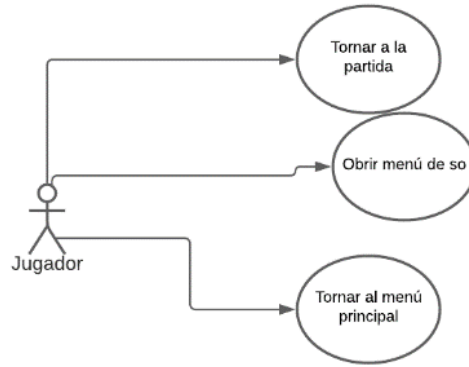 Tornar a la
partida
Obrir menú de so
Jugador
Tornar al menú
principal